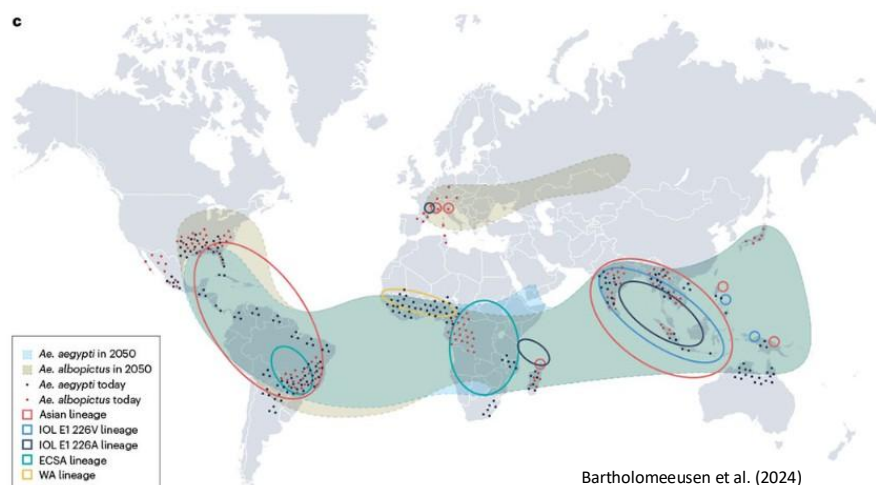 c
Ae. aegypti in 2050
Ae. albopictus in 2050
Ae. aegypti today
Ae. albopictus today
Asian lineage
IOL E1 226V lineage
IOL E1 226A lineage
ECSA lineage
WA lineage
Bartholomeeusen et al. (2024)